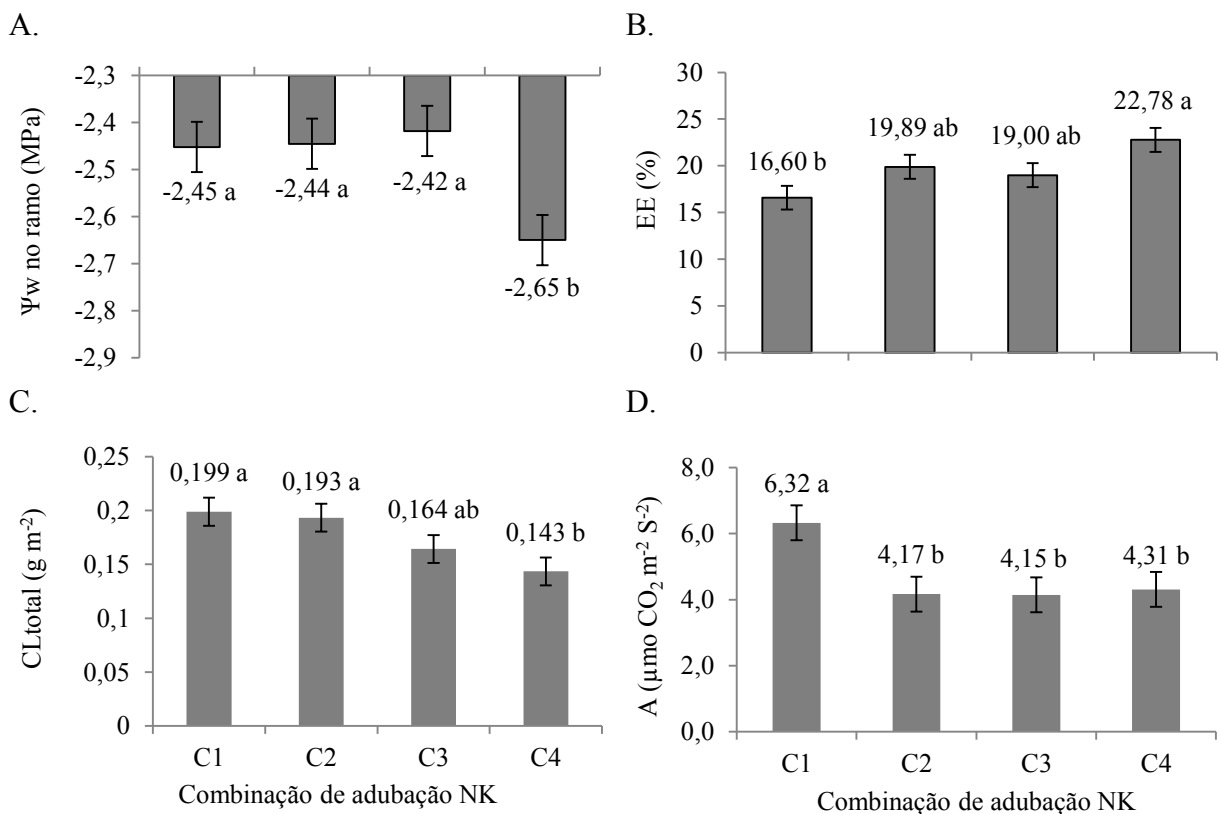 A.
Ψw no ramo (MPa)
-2,3
-2,4
-2,5
-2,6
-2,7
-2,8
-2,9
-2,45 a
-2,44 a
-2,42 a
-2,65 b
B.
EE (%)
30
25
20
15
10
5
0
16,60 b
19,89 ab
19,00 ab
22,78 a
C.
CLtotal (g m-2)
0,25
0,2
0,15
0,1
0,05
0
0,199 a
0,193 a
0,164 ab
0,143 b
C1 C2 C3 C4
Combinação de adubação NK
D.
A (µmo CO2 m-2 S-2)
8,0
6,0
4,0
2,0
0,0
6,32 a
4,17 b
4,15 b
4,31 b
C1 C2 C3 C4
Combinação de adubação NK